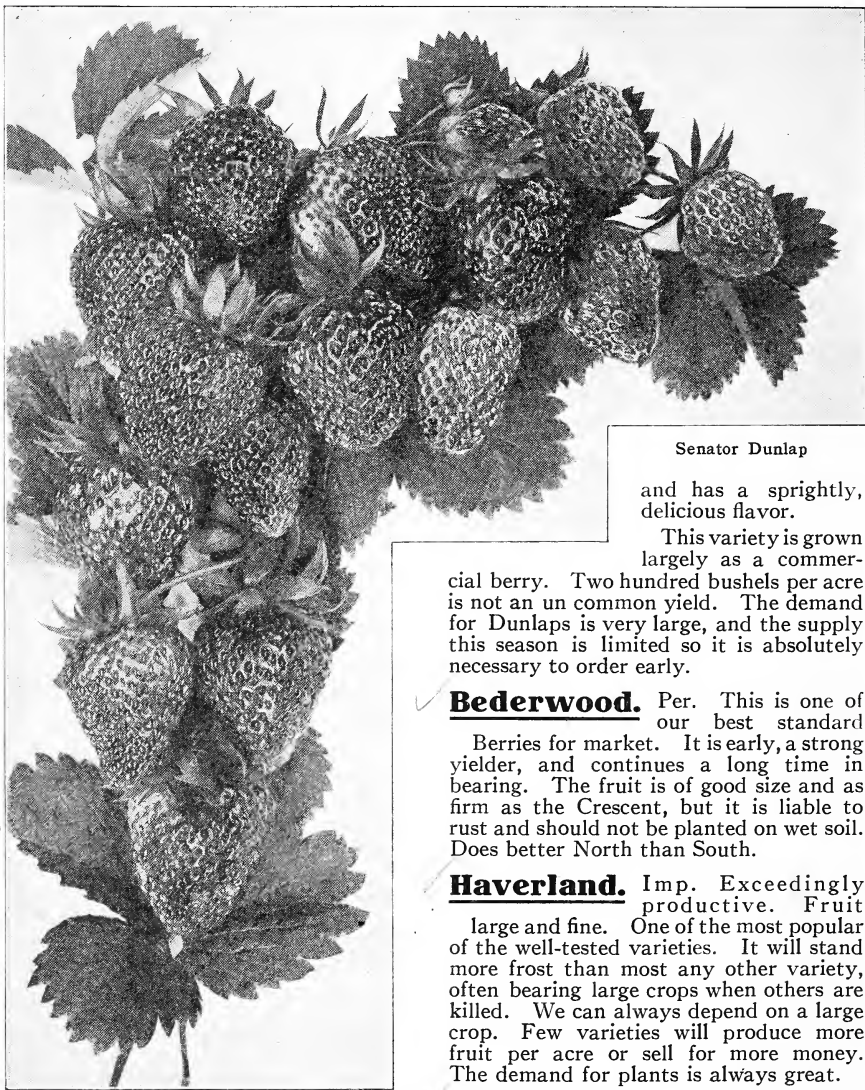 Senator Dunlap
and has a sprightly,
delicious flavor.
This variety is grown
largely as a commer-
cial berry. Two hundred bushels per acre
is not an un common yield. The demand
for Dunlaps is very large, and the supply
this season is limited so it is absolutely
necessary to order early.
Bederwood. Per. This is one of
our best standard
Berries for market. It is early, a strong
yielder, and continues a long time in
bearing. The fruit is of good size and as
firm as the Crescent, but it is liable to
rust and should not be planted on wet soil.
Does better North than South.
Haverland. Imp. Exceedingly
productive. Fruit
large and fine. One of the most popular
of the well-tested varieties. It will stand
more frost than most any other variety,
often bearing large crops when others are
killed. We can always depend on a large
crop. Few varieties will produce more
fruit per acre or sell for more money.
The demand for plants is always great.